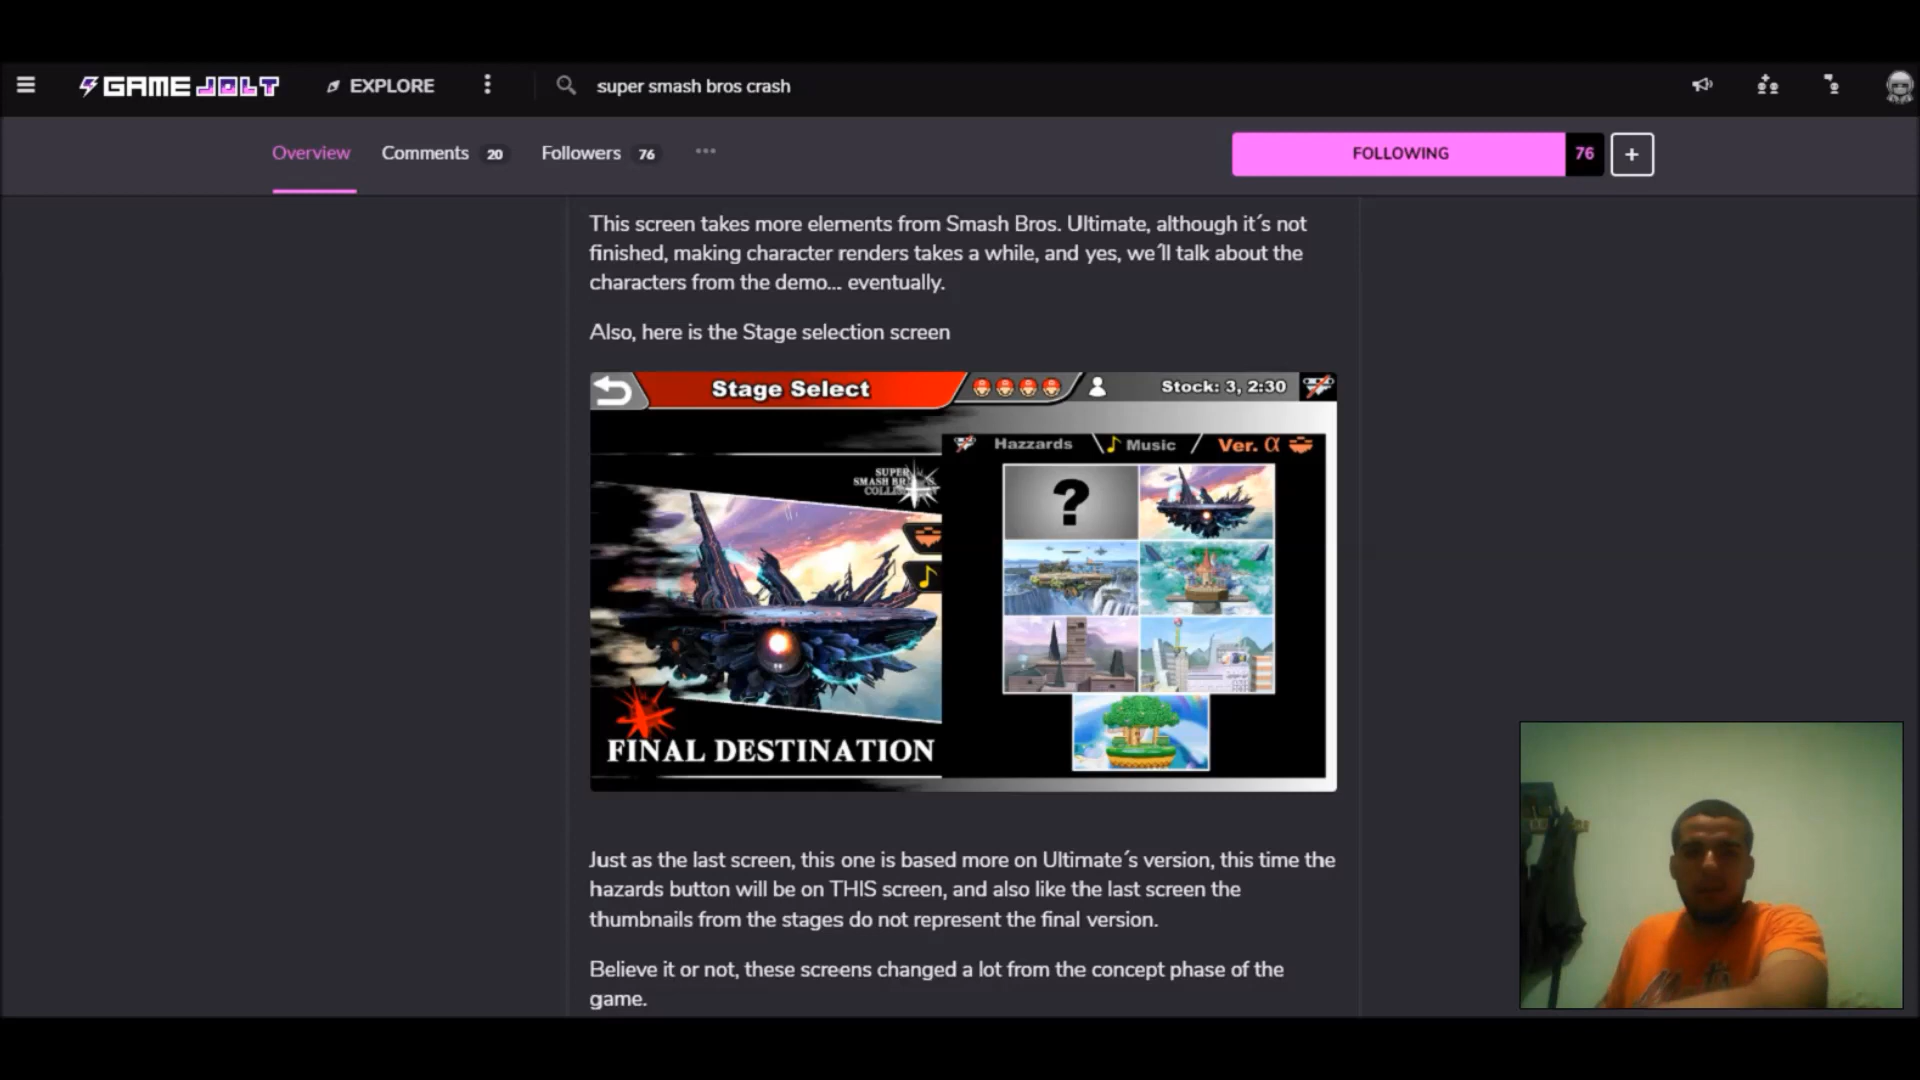 GAME JOLT EXPLORE super smash bros crash
Overview Comments 20 Followers 76 FOLLOWING 76 +
This screen takes more elements from Smash Bros. Ultimate, although it´s not
finished, making character renders takes a while, and yes, we´ll talk about the
characters from the demo... eventually.
Also, here is the Stage selection screen
Stage Select Stock: 3, 2:30
Hazzards Music Ver. α
SUPER
SMASH BR
?
FINAL DESTINATION
Just as the last screen, this one is based more on Ultimate´s version, this time the
hazards button will be on THIS screen, and also like the last screen the
thumbnails from the stages do not represent the final version.
Believe it or not, these screens changed a lot from the concept phase of the
game.